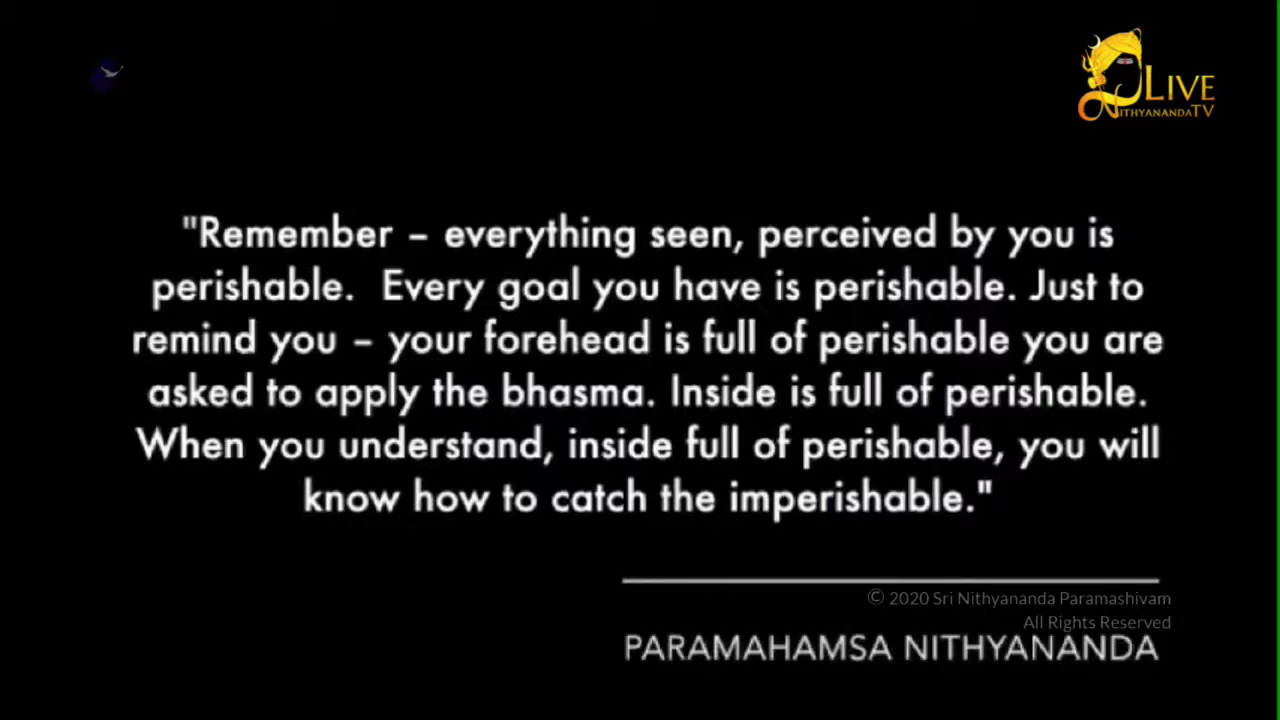 LIVE
NITHYANANDATV
"Remember – everything seen, perceived by you is
perishable.  Every goal you have is perishable. Just to
remind you – your forehead is full of perishable you are
asked to apply the bhasma. Inside is full of perishable.
When you understand, inside full of perishable, you will
know how to catch the imperishable."
© 2020 Sri Nithyananda Paramashivam
All Rights Reserved
PARAMAHAMSA NITHYANANDA